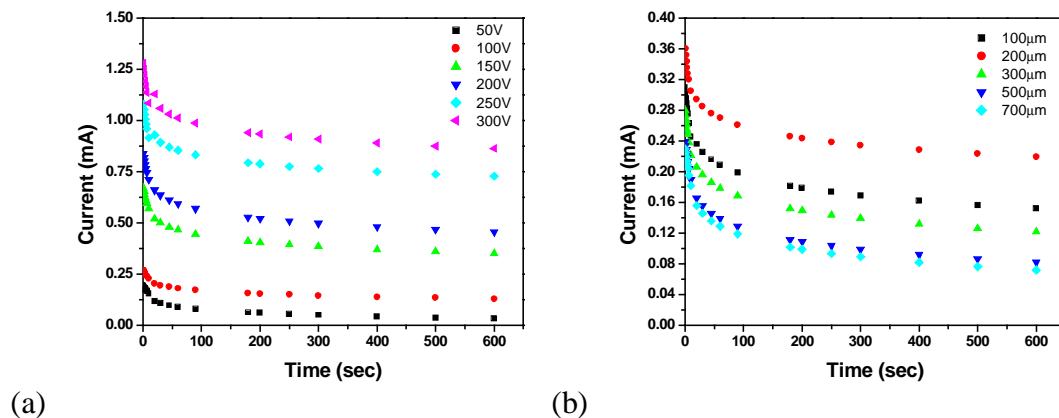 1.50
1.25
1.00
0.75
0.50
0.25
0.00
Current (mA)
0 100 200 300 400 500 600
Time (sec)
50V
100V
150V
200V
250V
300V
(a)
0.40
0.36
0.32
0.28
0.24
0.20
0.16
0.12
0.08
0.04
0.00
Current (mA)
0 100 200 300 400 500 600
Time (sec)
100μm
200μm
300μm
500μm
700μm
(b)